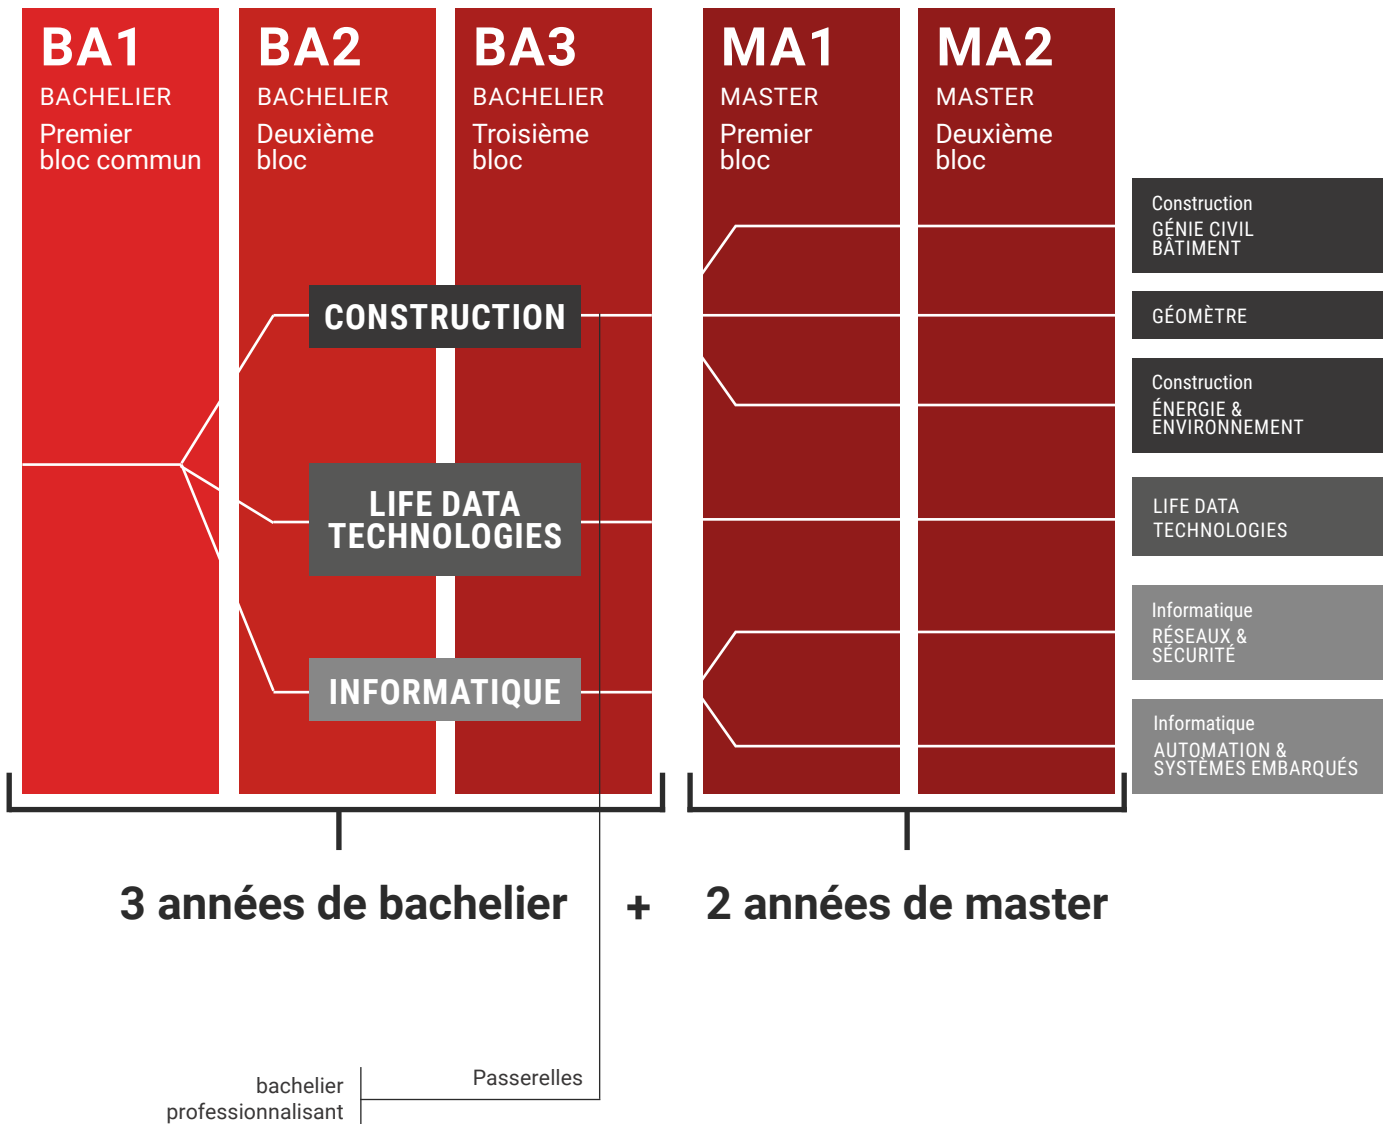 BA1
BACHELIER
Premier
bloc commun
BA2
BACHELIER
Deuxième
bloc
BA3
BACHELIER
Troisième
bloc
MA1
MASTER
Premier
bloc
MA2
MASTER
Deuxième
bloc
CONSTRUCTION
LIFE DATA
TECHNOLOGIES
INFORMATIQUE
Construction
GÉNIE CIVIL
BÂTIMENT
GÉOMÈTRE
Construction
ÉNERGIE &
ENVIRONNEMENT
LIFE DATA
TECHNOLOGIES
Informatique
RÉSEAUX &
SÉCURITÉ
Informatique
AUTOMATION &
SYSTÈMES EMBARQUÉS
3 années de bachelier + 2 années de master
Passerelles
bachelier
professionnalisant